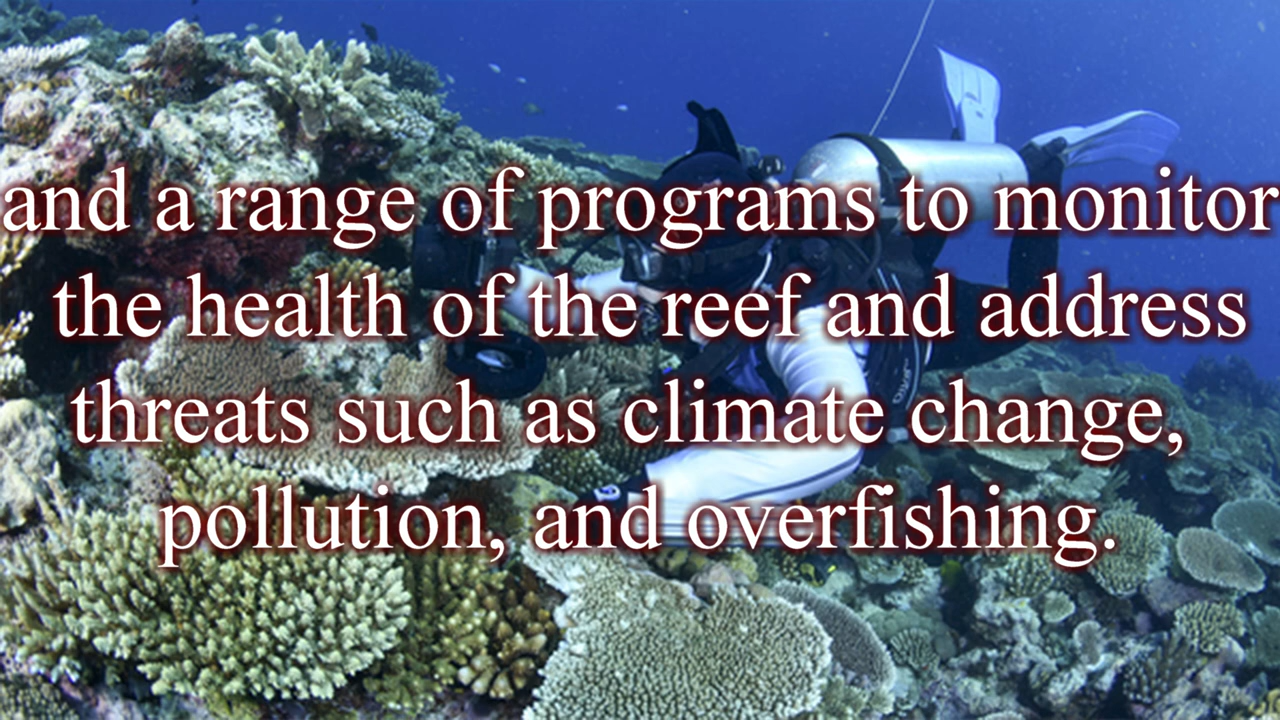 and a range of programs to monitor
the health of the reef and address
threats such as climate change,
pollution, and overfishing.